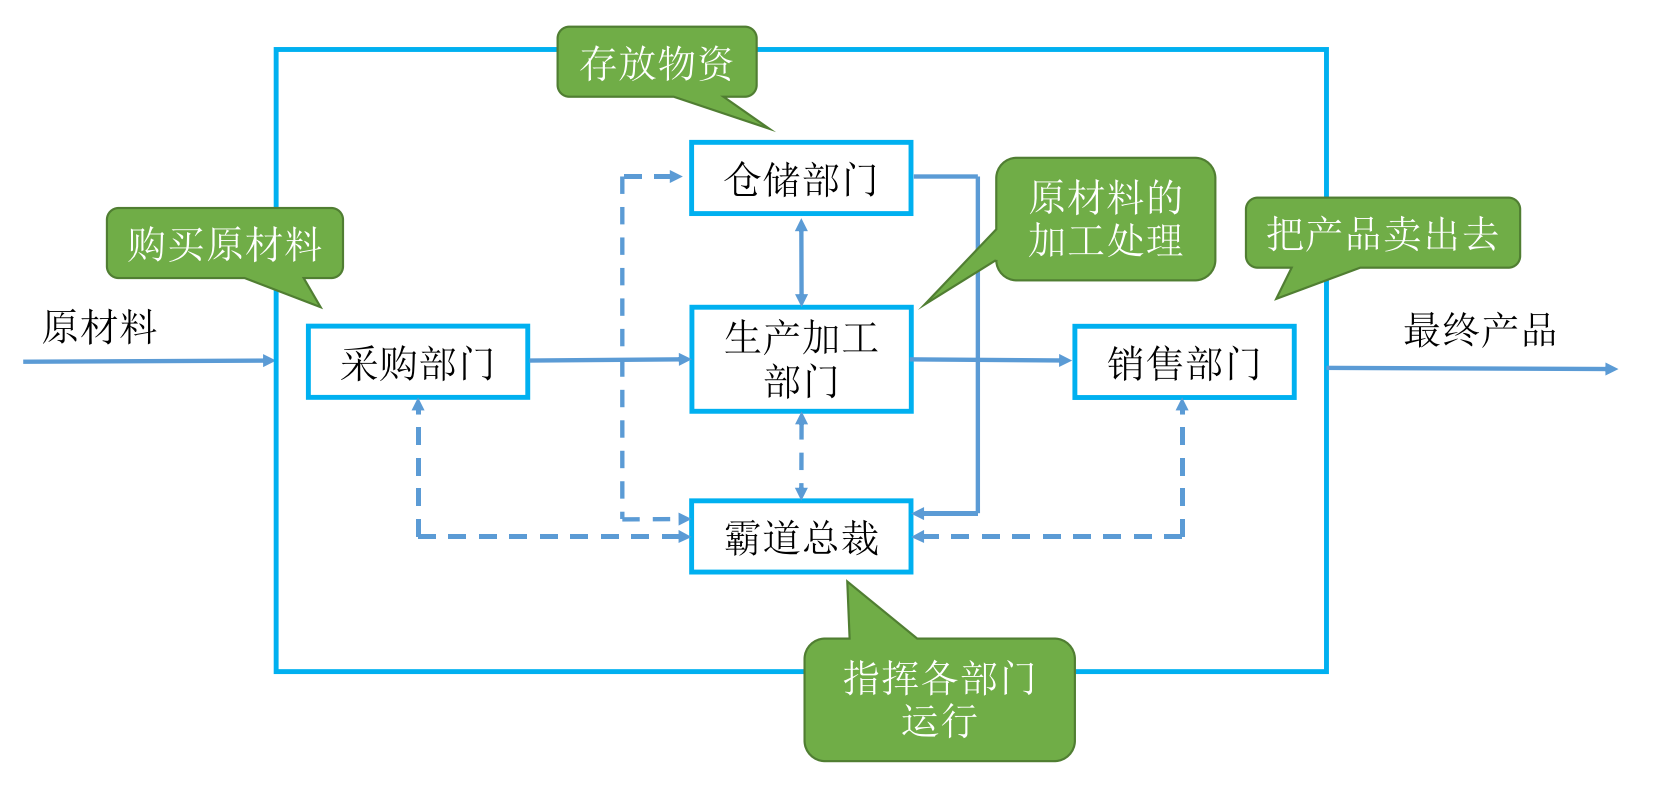 存放物资
仓储部门
原材料的
加工处理
购买原材料
把产品卖出去
原材料
最终产品
采购部门
生产加工
部门
销售部门
霸道总裁
指挥各部门
运行